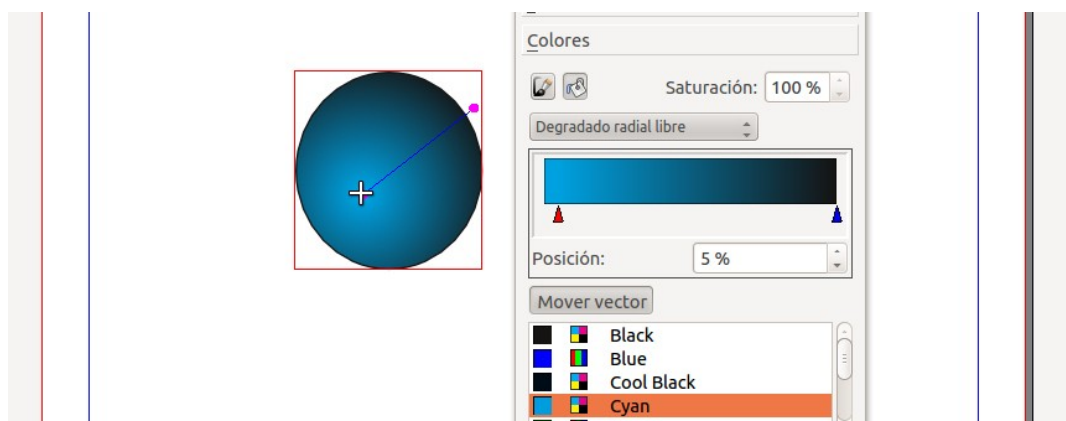 Colores
Saturación: 100 %
Degradado radial libre
Posición: 5 %
Mover vector
Black
Blue
Cool Black
Cyan